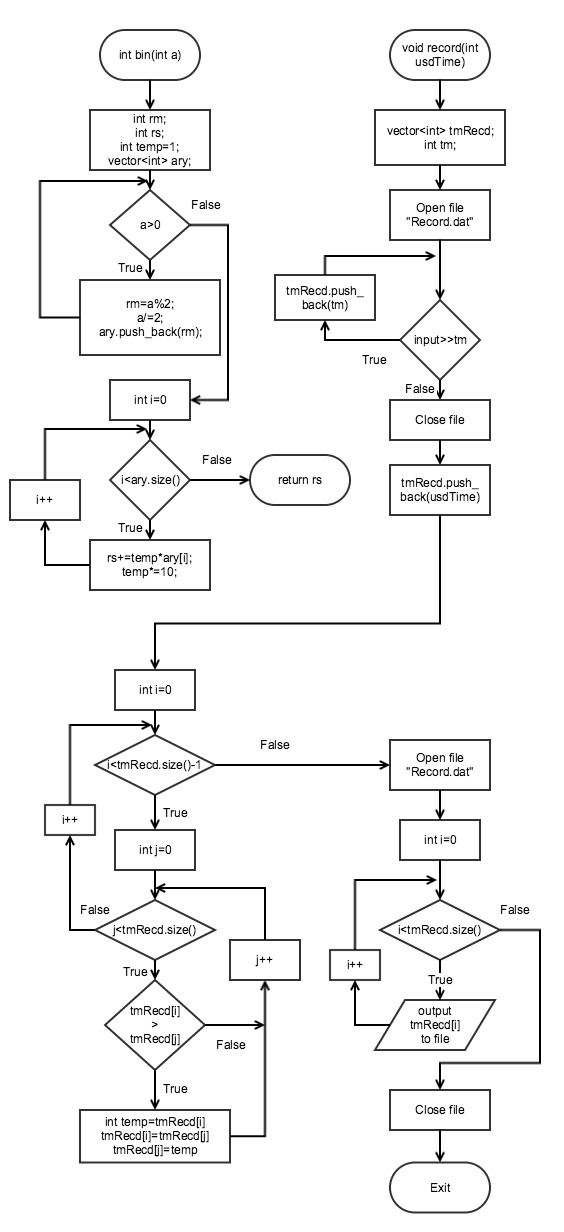 int bin(int a)
int rm;
int rs;
int temp=1;
vector<int> ary;
a>0
False
True
rm=a%2;
a/=2;
ary.push_back(rm);
int i=0
i<ary.size()
False
return rs
True
i++
rs+=temp*ary[i];
temp*=10;
void record(int
usdTime)
vector<int> tmRecd;
int tm;
Open file
"Record.dat"
tmRecd.push_
back(tm)
input>>tm
True
False
Close file
tmRecd.push_
back(usdTime)
int i=0
i<tmRecd.size()-1
False
True
i++
int j=0
j<tmRecd.size()
False
True
j++
tmRecd[i]
>
tmRecd[j]
False
True
int temp=tmRecd[i]
tmRecd[i]=tmRecd[j]
tmRecd[j]=temp
Open file
"Record.dat"
int i=0
i<tmRecd.size()
False
True
i++
output
tmRecd[i]
to file
Close file
Exit